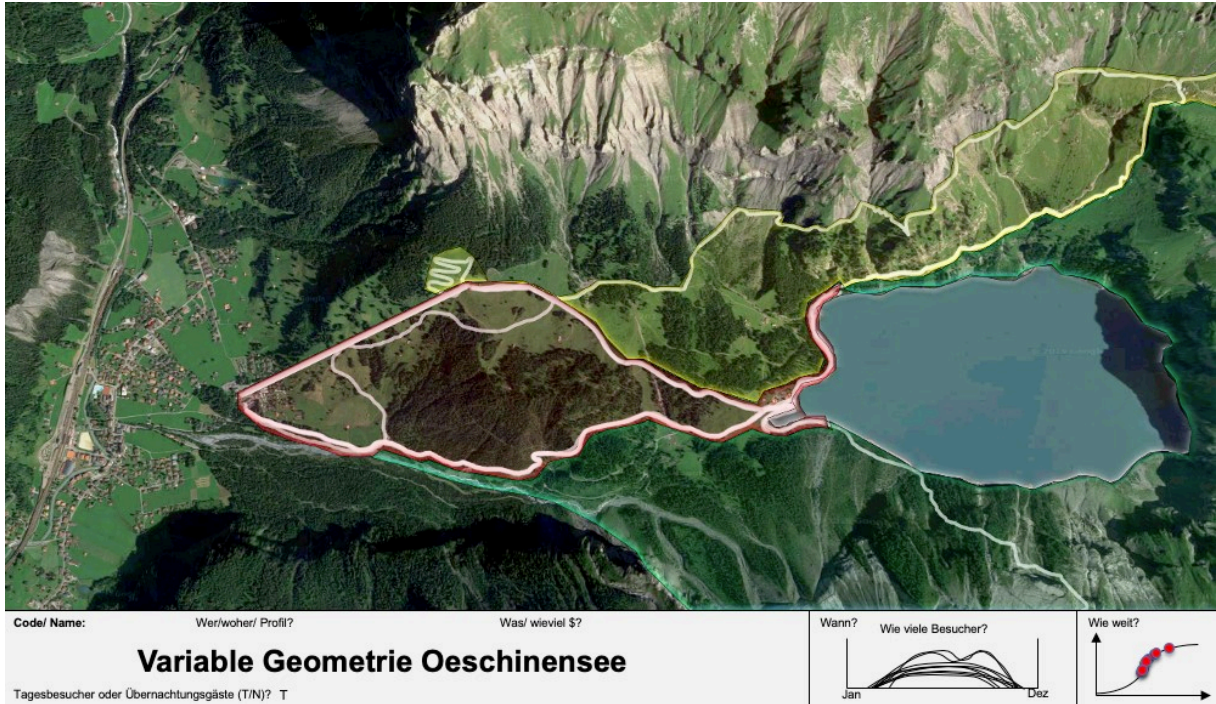 Code/ Name:
Wer/woher/ Profil?
Was/ wieviel $?
Variable Geometrie Oeschinensee
Tagesbesucher oder Übernachtungsgäste (T/N)? T
Wann?
Wie viele Besucher?
Jan
Dez
Wie weit?